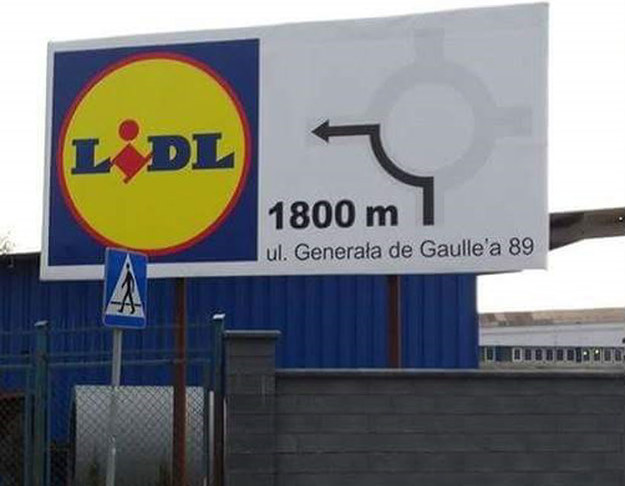 LIDL
1800 m
ul. Generała de Gaulle'a 89